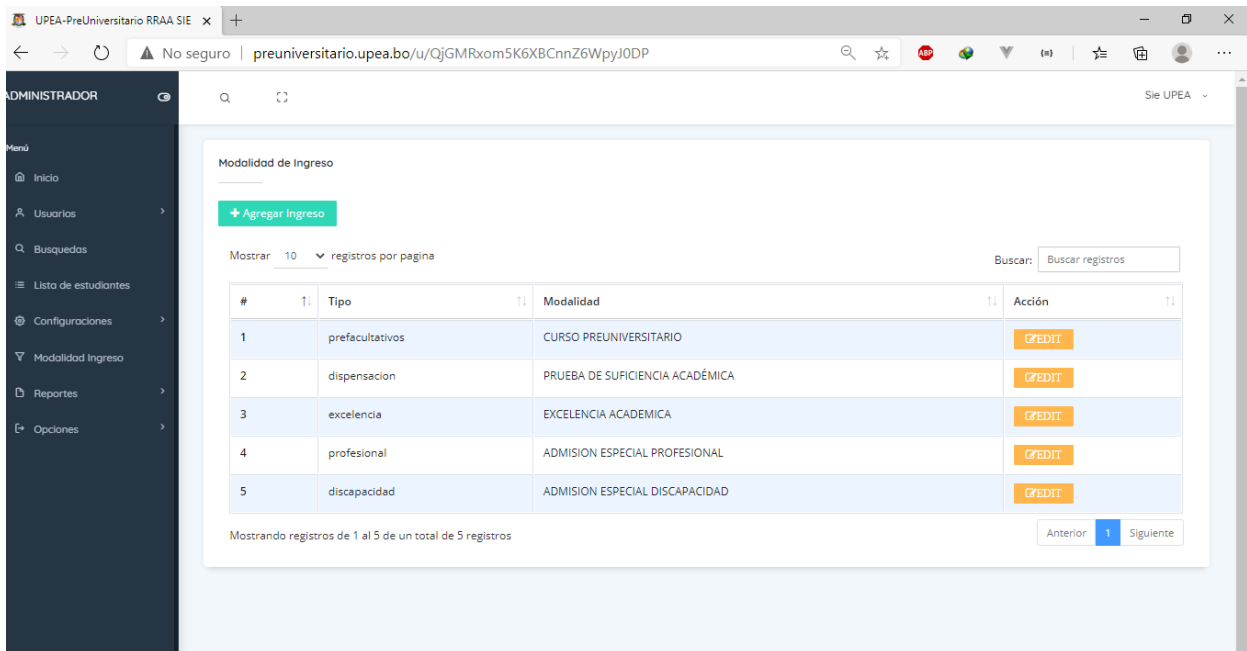 UPEA-PreUniversitario RRAA SIE
No seguro | preuniversitario.upea.bo/u/QjGMRxom5K6XBCnnZ6WpyJ0DP
ABP
ADMINISTRADOR
Sie UPEA
Menú
Inicio
Usuarios
Busquedas
Lista de estudiantes
Configuraciones
Modalidad Ingreso
Reportes
Opciones
Modalidad de Ingreso
+ Agregar Ingreso
Mostrar 10 registros por pagina
Buscar: Buscar registros
# Tipo Modalidad Acción
1 prefacultativos CURSO PREUNIVERSITARIO EDIT
2 dispensacion PRUEBA DE SUFICIENCIA ACADÉMICA EDIT
3 excelencia EXCELENCIA ACADEMICA EDIT
4 profesional ADMISION ESPECIAL PROFESIONAL EDIT
5 discapacidad ADMISION ESPECIAL DISCAPACIDAD EDIT
Mostrando registros de 1 al 5 de un total de 5 registros
Anterior 1 Siguiente